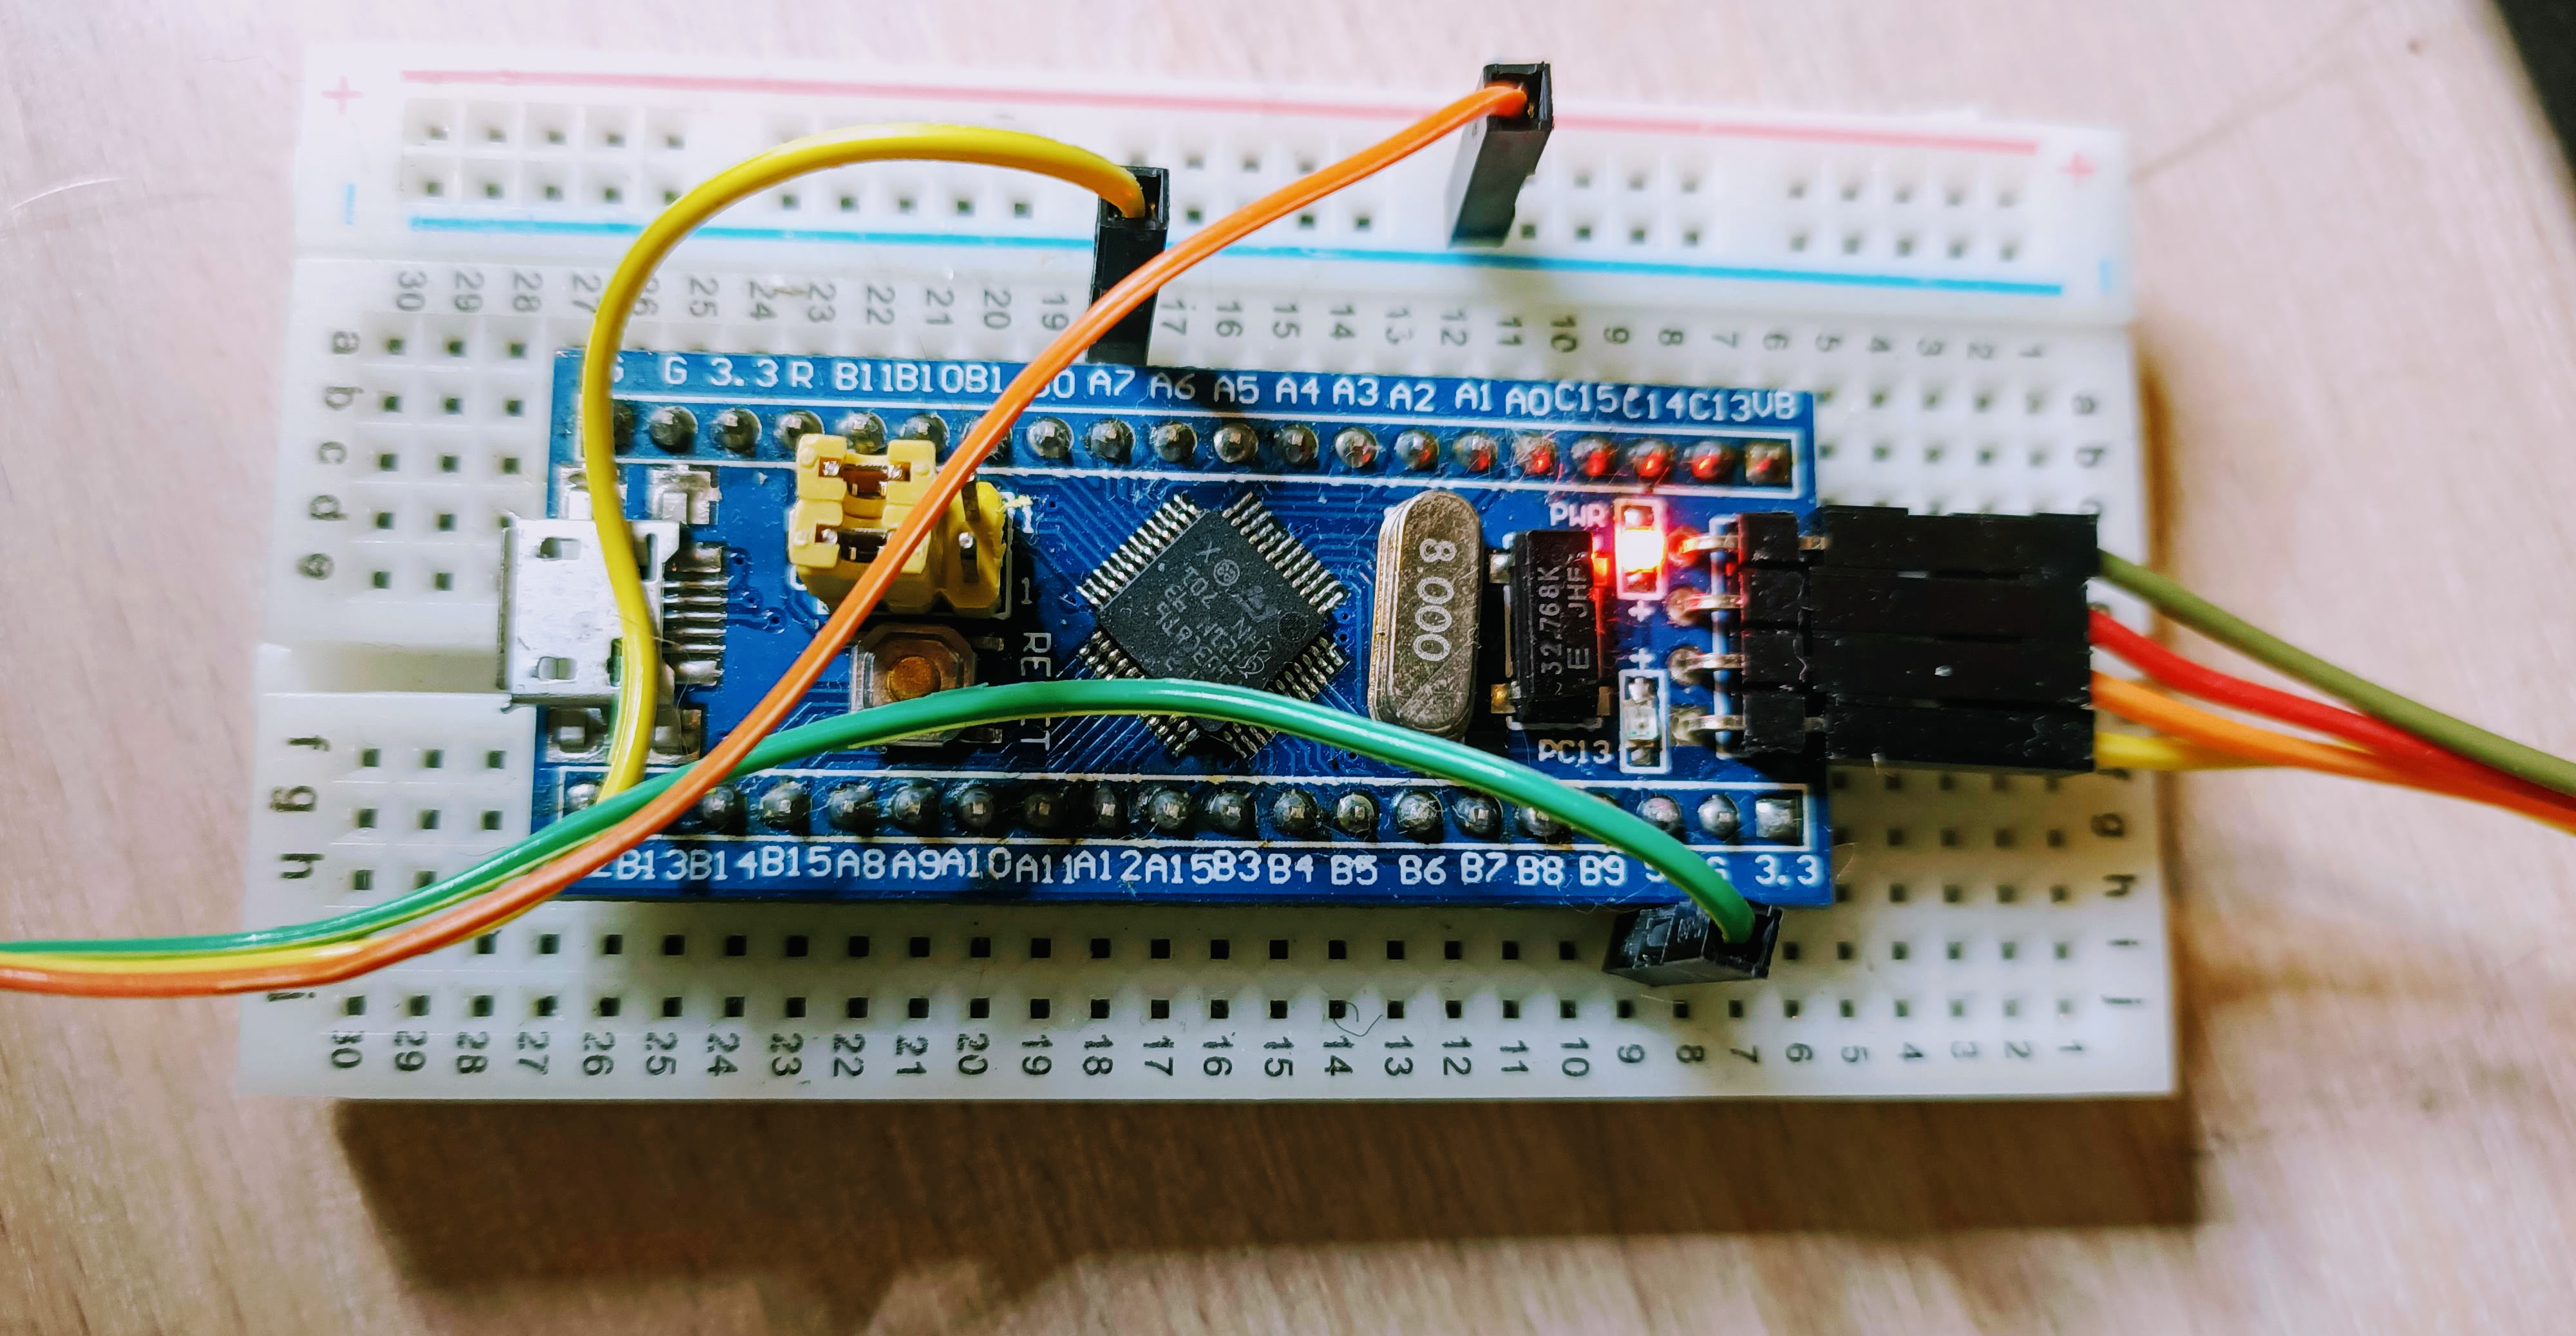 + +
30 29 28 27 26 25 24 23 22 21 20 19 17 16 15 14 13 12 11 10 9 8 7 6 5 4 3 2 1
a
b
c
d
e
G 3.3 R B11 B10 B1 A7 A6 A5 A4 A3 A2 A1 A0 C15 C14 C13 VB
PWR
+
+
PC13
1
8.000
32.768K
E JHF
a
b
f
g
h
B13 B14 B15 A8 A9 A10 A11 A12 A15 B3 B4 B5 B6 B7 B8 B9 3.3
g
h
i
j
30 29 28 27 26 25 24 23 22 21 20 19 18 17 16 15 14 13 12 11 10 9 8 7 6 5 4 3 2 1